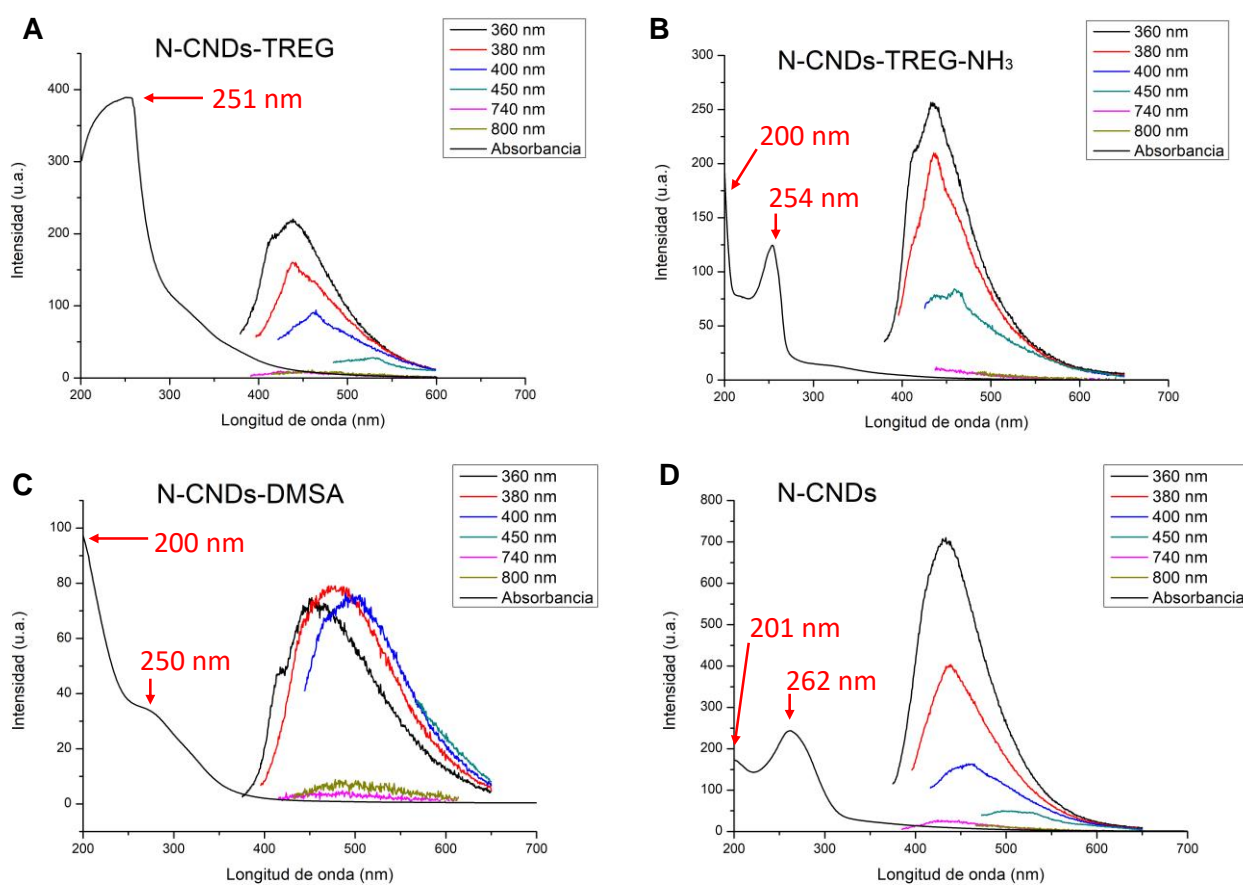 A
N-CNDs-TREG
360 nm
380 nm
400 nm
450 nm
740 nm
800 nm
Absorbancia
251 nm
Intensidad (u.a.)
400
300
200
100
0
200
300
400
500
600
700
Longitud de onda (nm)
B
N-CNDs-TREG-NH₃
360 nm
380 nm
400 nm
450 nm
740 nm
800 nm
Absorbancia
200 nm
254 nm
Intensidad (u.a.)
300
250
200
150
100
50
0
200
300
400
500
600
700
Longitud de onda (nm)
C
N-CNDs-DMSA
360 nm
380 nm
400 nm
450 nm
740 nm
800 nm
Absorbancia
200 nm
250 nm
Intensidad (u.a.)
100
80
60
40
20
0
200
300
400
500
600
700
Longitud de onda (nm)
D
N-CNDs
360 nm
380 nm
400 nm
450 nm
740 nm
800 nm
Absorbancia
201 nm
262 nm
Intensidad (u.a.)
800
700
600
500
400
300
200
100
0
200
300
400
500
600
700
Longitud de onda (nm)